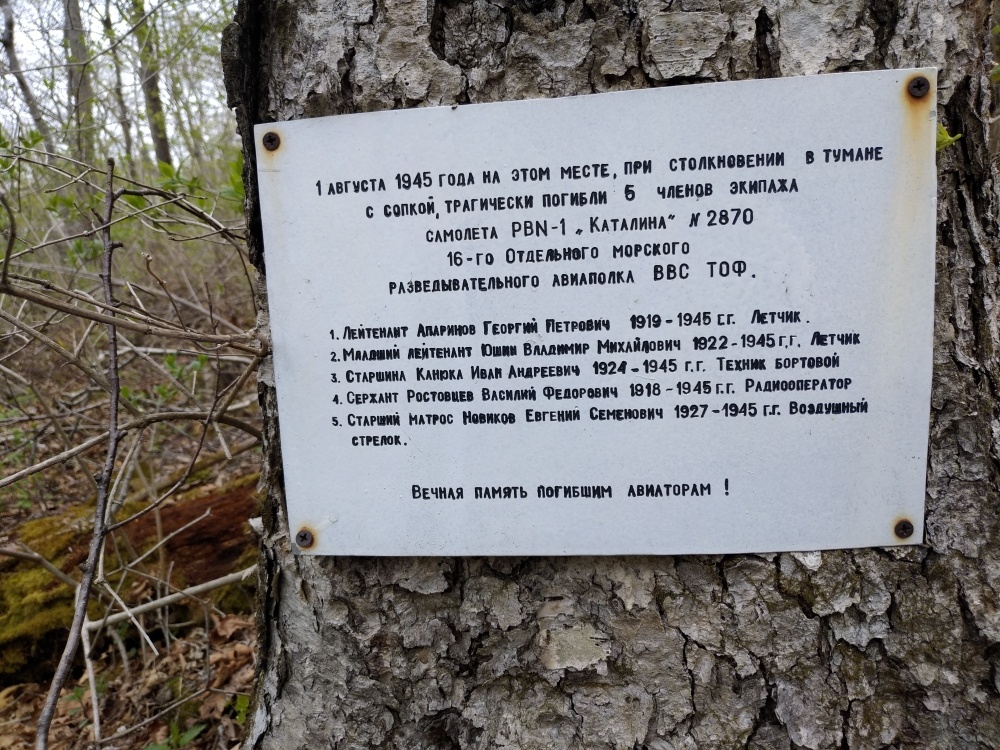 1 АВГУСТА 1945 ГОДА НА ЭТОМ МЕСТЕ, ПРИ СТОЛКНОВЕНИИ В ТУМАНЕ
С СОПКОЙ, ТРАГИЧЕСКИ ПОГИБЛИ 5 ЧЛЕНОВ ЭКИПАЖА
САМОЛЕТА PBN-1 „КАТАЛИНА" N 2870
16-ГО ОТДЕЛЬНОГО МОРСКОГО
РАЗВЕДЫВАТЕЛЬНОГО АВИАПОЛКА ВВС ТОФ.
1. ЛЕЙТЕНАНТ АПАРИНОВ ГЕОРГИЙ ПЕТРОВИЧ 1919-1945 г.г. ЛЕТЧИК.
2. МЛАДШИЙ ЛЕЙТЕНАНТ ЮШИН ВЛАДИМИР МИХАЙЛОВИЧ 1922-1945 г.г. ЛЕТЧИК
3. СТАРШИНА КАНЮКА ИВАН АНДРЕЕВИЧ 1924-1945 г.г. ТЕХНИК БОРТОВОЙ
4. СЕРЖАНТ РОСТОВЦЕВ ВАСИЛИЙ ФЕДОРОВИЧ 1918-1945 г.г. РАДИООПЕРАТОР
5. СТАРШИЙ МАТРОС НОВИКОВ ЕВГЕНИЙ СЕМЕНОВИЧ 1927-1945 г.г. ВОЗДУШНЫЙ
СТРЕЛОК.
ВЕЧНАЯ ПАМЯТЬ ПОГИБШИМ АВИАТОРАМ !